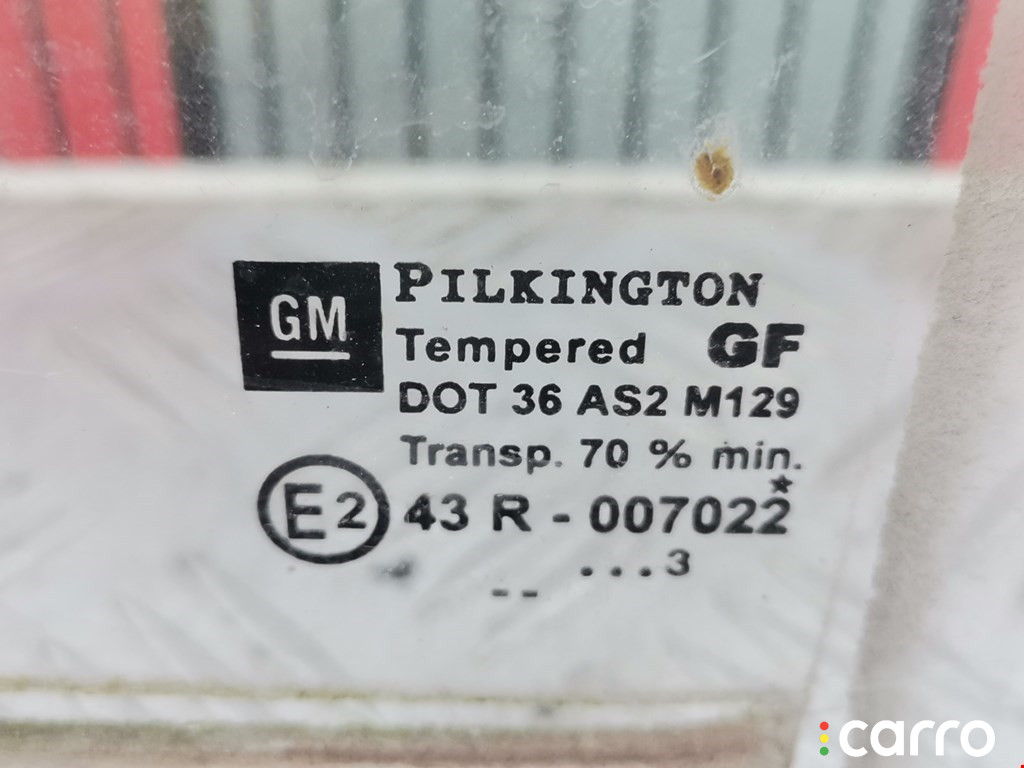 GM
PILKINGTON
Tempered GF
DOT 36 AS2 M129
Transp. 70 % min.
E2 43 R - 007022*
...3
--
carro